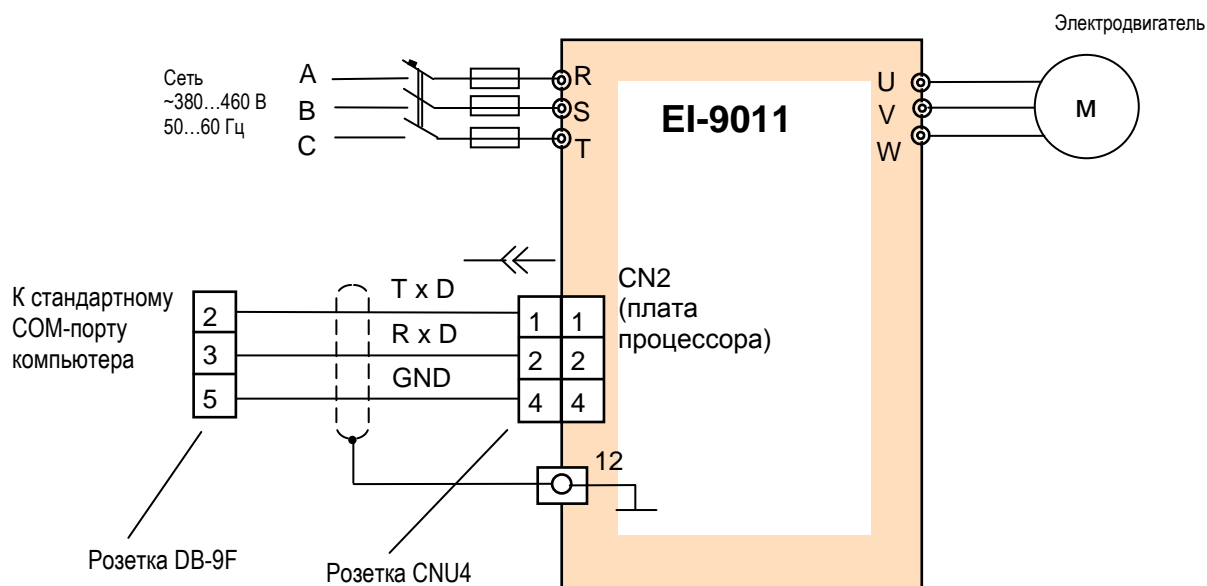 Электродвигатель
Сеть
~380...460 В
50...60 Гц
A
B
C
R
S
T
EI-9011
U
V
W
M
К стандартному
COM-порту
компьютера
2
3
5
T x D
R x D
GND
1
1
2
2
4
4
CN2
(плата
процессора)
12
Розетка DB-9F
Розетка CNU4